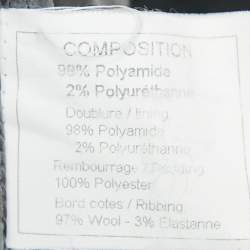 COMPOSITION
98% Polyamide
2% Polyuréthanne
Doublure / lining
98% Polyamide
2% Polyuréthanne
Rembourrage / Padding
100% Polyester
Bord cotes / Ribbing
97% Wool - 3% Elastanne